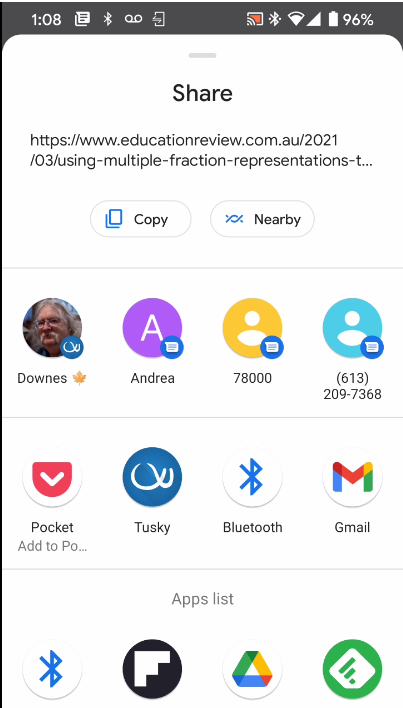 1:08
96%
Share
https://www.educationreview.com.au/2021
/03/using-multiple-fraction-representations-t...
Copy
Nearby
Downes 🍁
A
Andrea
78000
(613)
209-7368
Pocket
Add to Po...
Tusky
Bluetooth
Gmail
Apps list